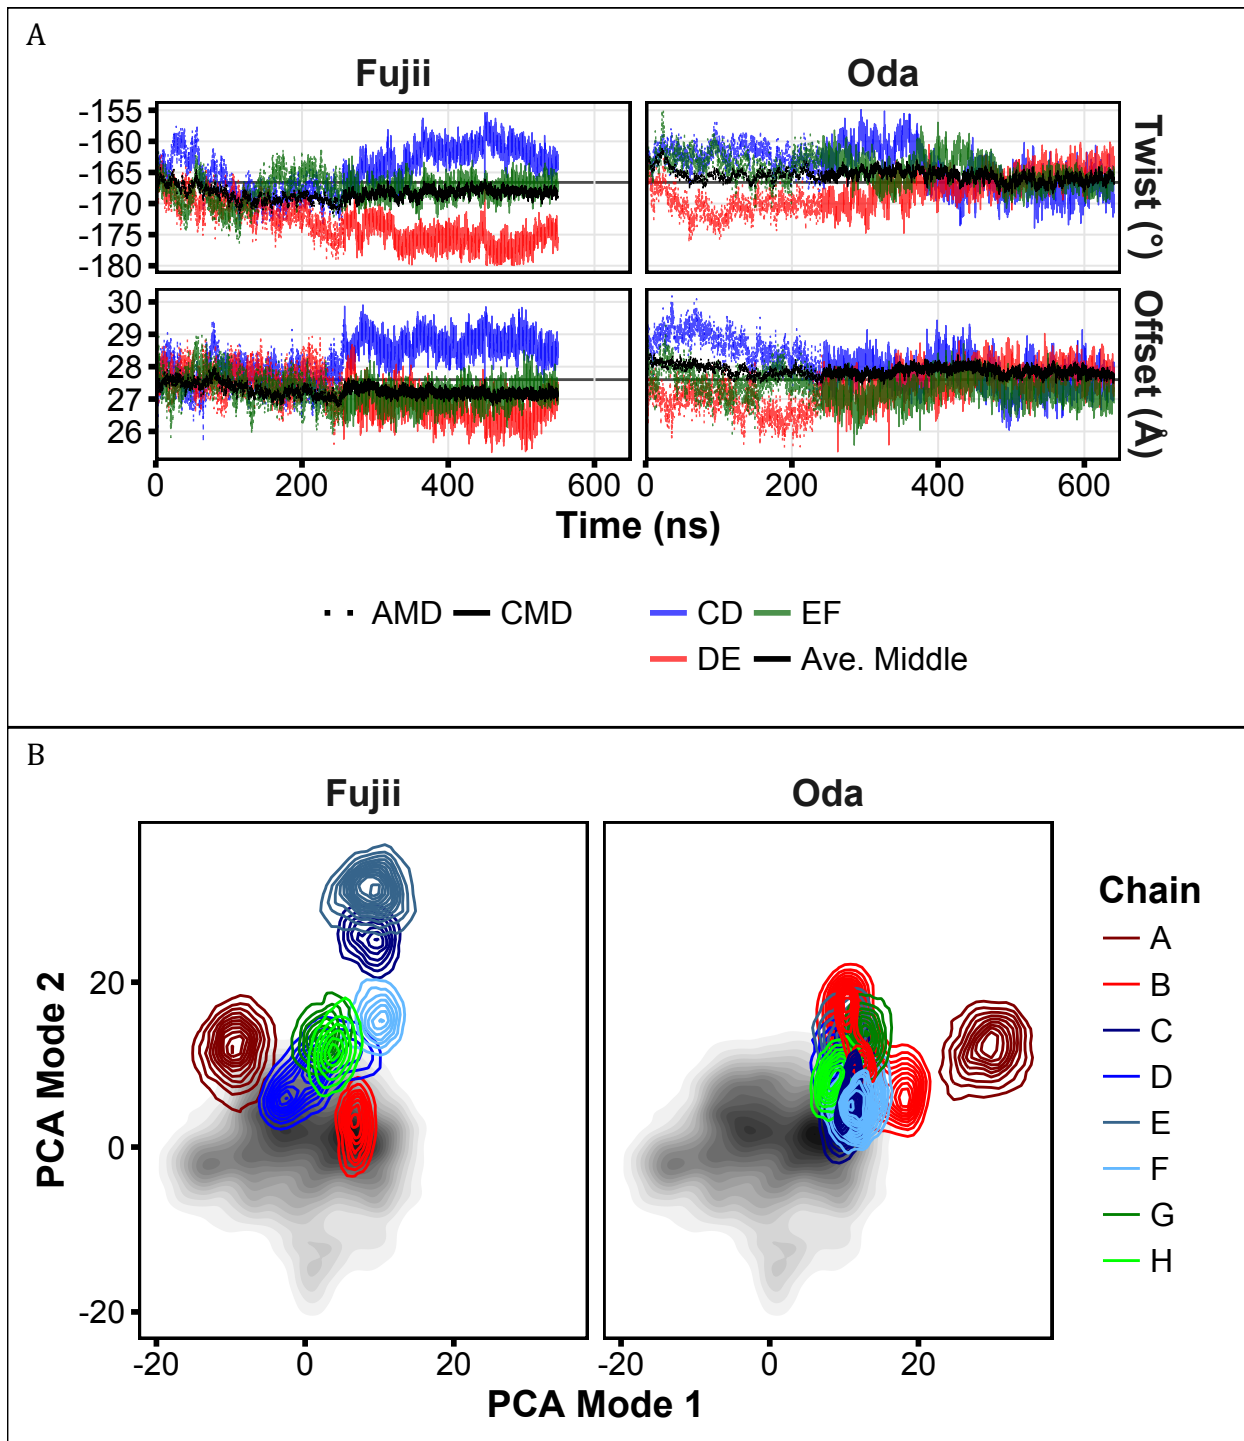 A
Fujii Oda
-155
-160
-165
-170
-175
-180
Twist (°)
30
29
28
27
26
Offset (Å)
0 200 400 600 0 200 400 600
Time (ns)
AMD CMD CD EF
DE Ave. Middle
B
Fujii Oda
PCA Mode 2
20
0
-20
-20 0 20 -20 0 20
PCA Mode 1
Chain
A
B
C
D
E
F
G
H